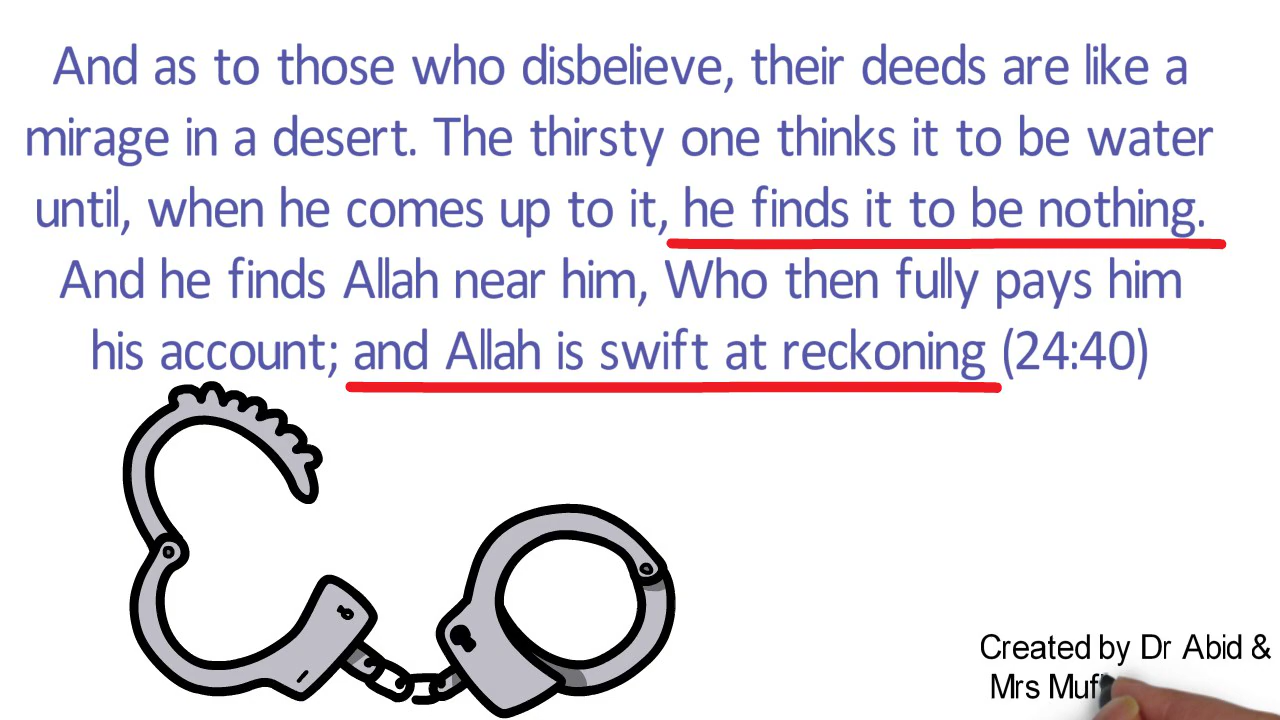 And as to those who disbelieve, their deeds are like a
mirage in a desert. The thirsty one thinks it to be water
until, when he comes up to it, he finds it to be nothing.
And he finds Allah near him, Who then fully pays him
his account; and Allah is swift at reckoning (24:40)
Created by Dr Abid &
Mrs